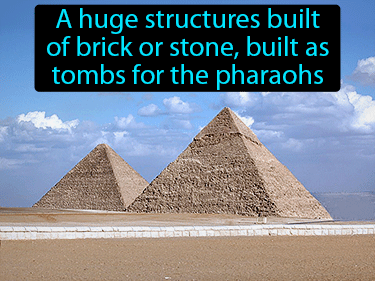 A huge structures built
of brick or stone, built as
tombs for the pharaohs